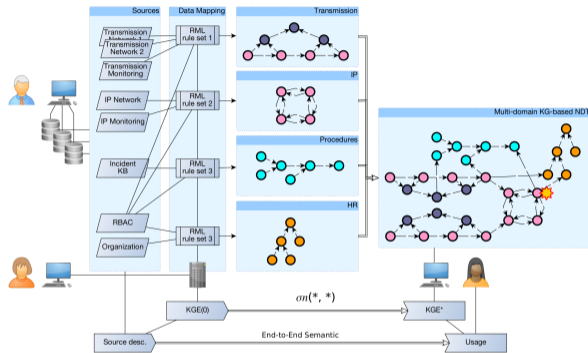 Sources
Data Mapping
Transmission
Transmission
Network 1
Transmission
Network 2
Transmission
Monitoring
RML
rule set 1
IP
IP Network
IP Monitoring
RML
rule set 2
Multi-domain KG-based NDT
Procedures
Incident
KB
RML
rule set 3
HR
RBAC
Organization
RML
rule set 3
KGE(0)
σn(*, *)
KGE*
Source desc.
End-to-End Semantic
Usage